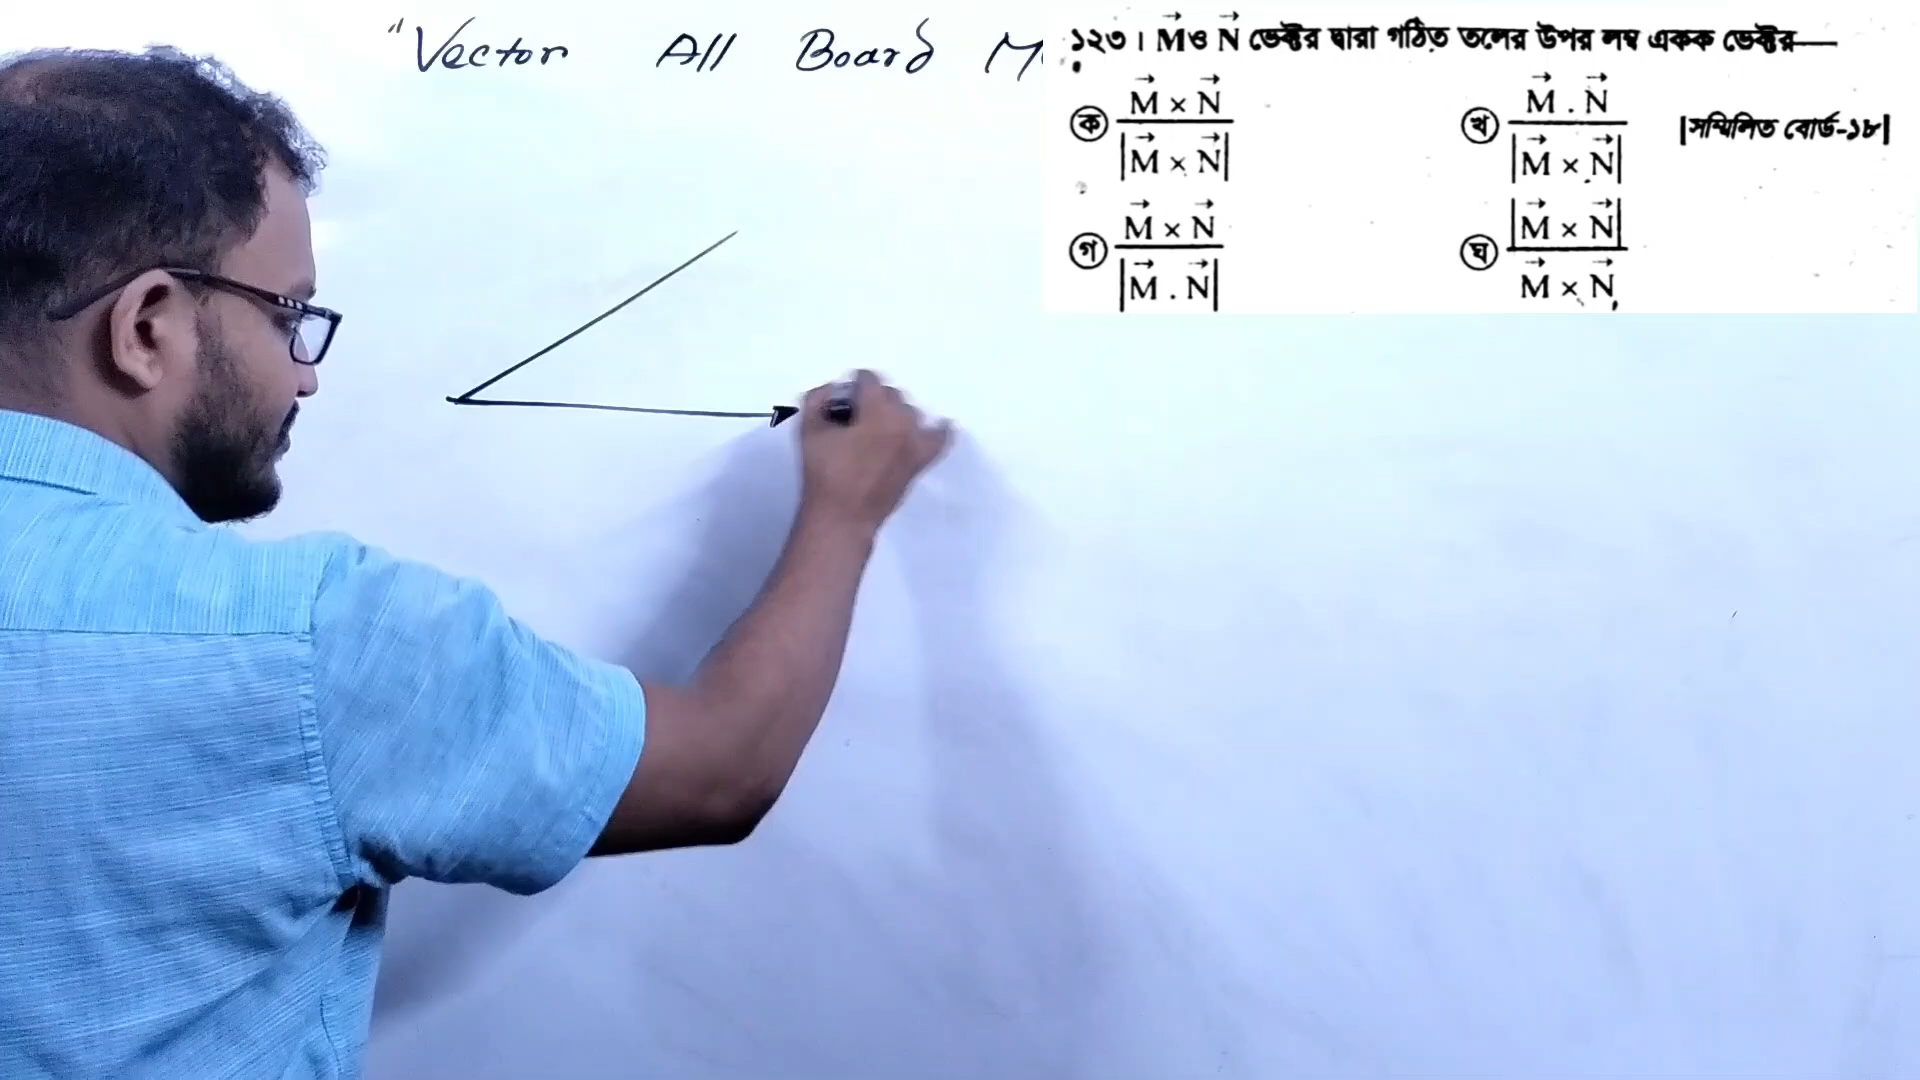 "Vector All Board M
১২৩। M⃗ ও N⃗ ভেক্টর দ্বারা গঠিত তলের উপর লম্ব একক ভেক্টর—
ক (M⃗ × N⃗) / |M⃗ × N⃗| খ (M⃗ . N⃗) / |M⃗ × N⃗| [সম্মিলিত বোর্ড-১৮]
গ (M⃗ × N⃗) / |M⃗ . N⃗| ঘ |M⃗ × N⃗| / (M⃗ × N⃗)